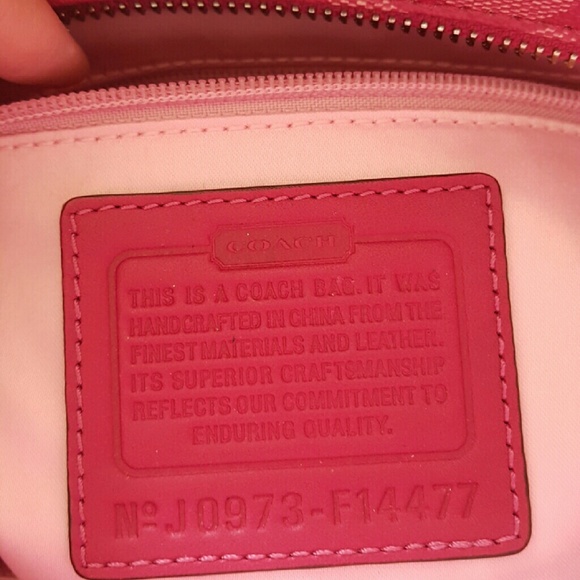 COACH
THIS IS A COACH BAG. IT WAS
HANDCRAFTED IN CHINA FROM THE
FINEST MATERIALS AND LEATHER.
ITS SUPERIOR CRAFTSMANSHIP
REFLECTS OUR COMMITMENT TO
ENDURING QUALITY.
Nº J0973-F14477